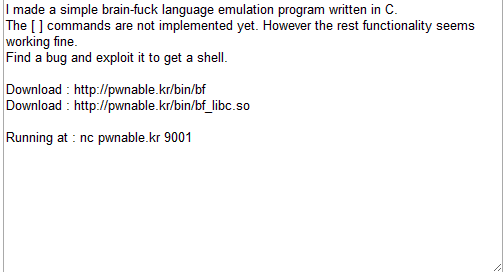 I made a simple brain-fuck language emulation program written in C.
The [ ] commands are not implemented yet. However the rest functionality seems
working fine.
Find a bug and exploit it to get a shell.
Download : http://pwnable.kr/bin/bf
Download : http://pwnable.kr/bin/bf_libc.so
Running at : nc pwnable.kr 9001